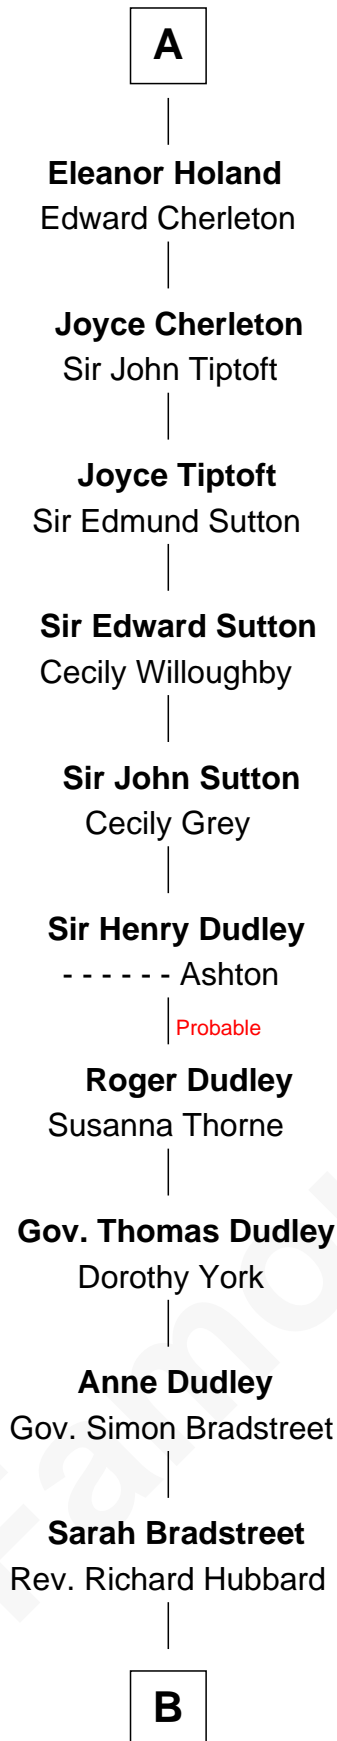 A
Eleanor Holand
Edward Cherleton
Joyce Cherleton
Sir John Tiptoft
Joyce Tiptoft
Sir Edmund Sutton
Sir Edward Sutton
Cecily Willoughby
Sir John Sutton
Cecily Grey
Sir Henry Dudley
- - - - - - Ashton
Probable
Roger Dudley
Susanna Thorne
Gov. Thomas Dudley
Dorothy York
Anne Dudley
Gov. Simon Bradstreet
Sarah Bradstreet
Rev. Richard Hubbard
B
Famo